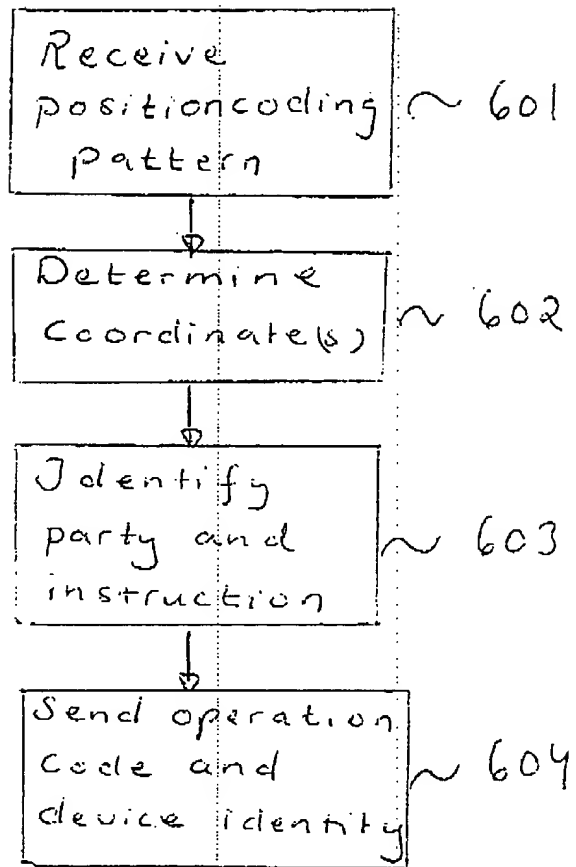 Receive
positioncoding
pattern
~ 601
Determine
Coordinate(s)
~ 602
Identify
party and
instruction
~ 603
Send operation
code and
device identity
~ 604